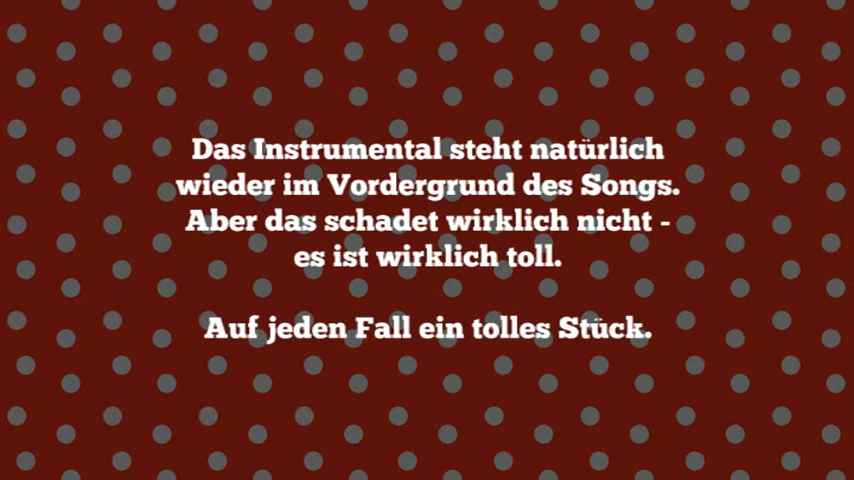 Das Instrumental steht natürlich
wieder im Vordergrund des Songs.
Aber das schadet wirklich nicht -
es ist wirklich toll.
Auf jeden Fall ein tolles Stück.